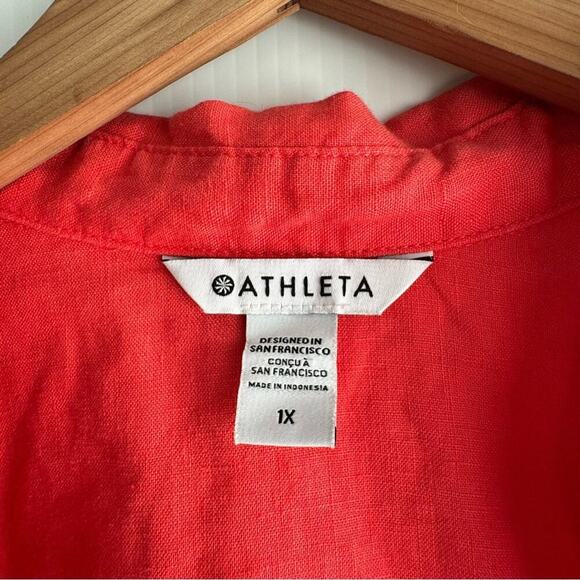 ATHLETA
DESIGNED IN
SAN FRANCISCO
CONÇU À
SAN FRANCISCO
MADE IN INDONESIA
1X